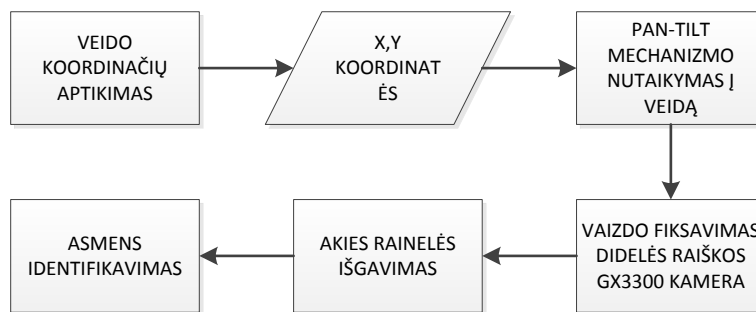 VEIDO
KOORDINAČIŲ
APTIKIMAS
X,Y
KOORDINAT
ĖS
PAN-TILT
MECHANIZMO
NUTAIKYMAS Į
VEIDĄ
VAIZDO FIKSAVIMAS
DIDELĖS RAIŠKOS
GX3300 KAMERA
AKIES RAINELĖS
IŠGAVIMAS
ASMENS
IDENTIFIKAVIMAS